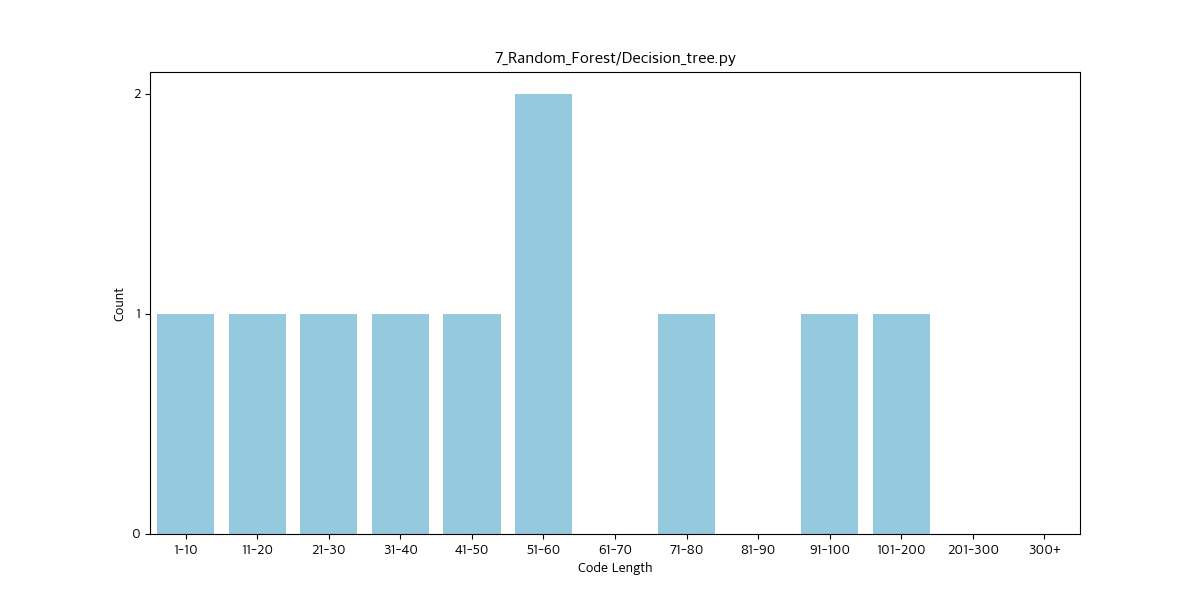 7_Random_Forest/Decision_tree.py
Count
2
1
0
1-10 11-20 21-30 31-40 41-50 51-60 61-70 71-80 81-90 91-100 101-200 201-300 300+
Code Length